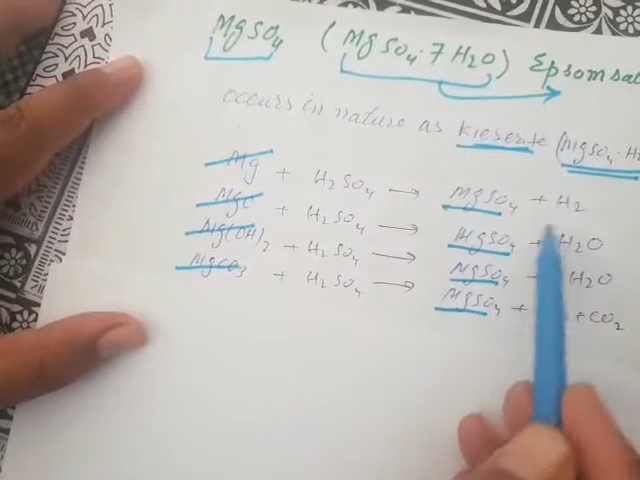 MgSO₄ (MgSO₄·7H₂O) Epsom sa
occurs in nature as kieserite (MgSO₄·H
Mg + H₂SO₄ → MgSO₄ + H₂
MgO + H₂SO₄ → MgSO₄ + H₂O
Mg(OH)₂ + H₂SO₄ → MgSO₄ + H₂O
MgCO₃ + H₂SO₄ → MgSO₄ + +CO₂